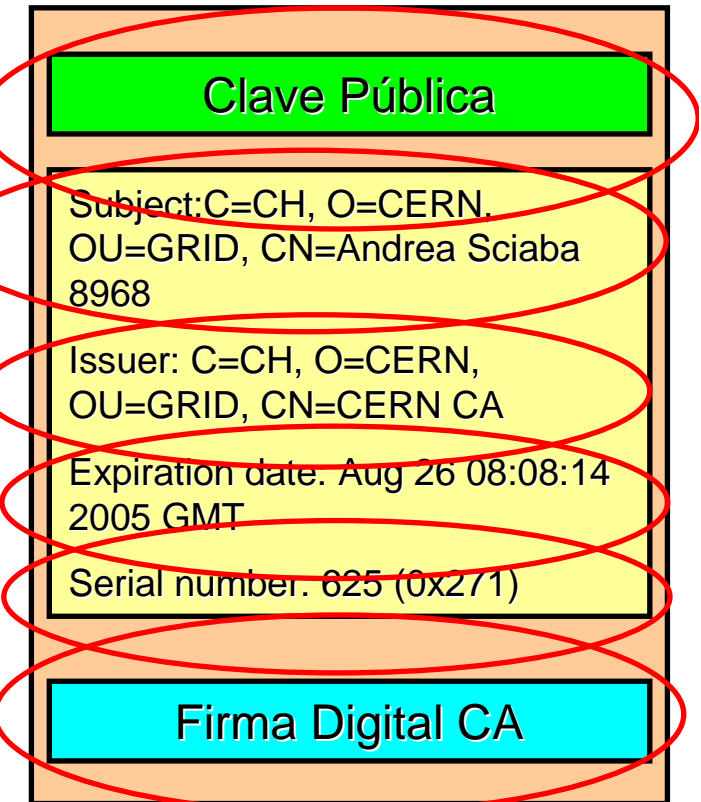 Clave Pública
Subject:C=CH, O=CERN,
OU=GRID, CN=Andrea Sciaba
8968
Issuer: C=CH, O=CERN,
OU=GRID, CN=CERN CA
Expiration date: Aug 26 08:08:14
2005 GMT
Serial number: 625 (0x271)
Firma Digital CA